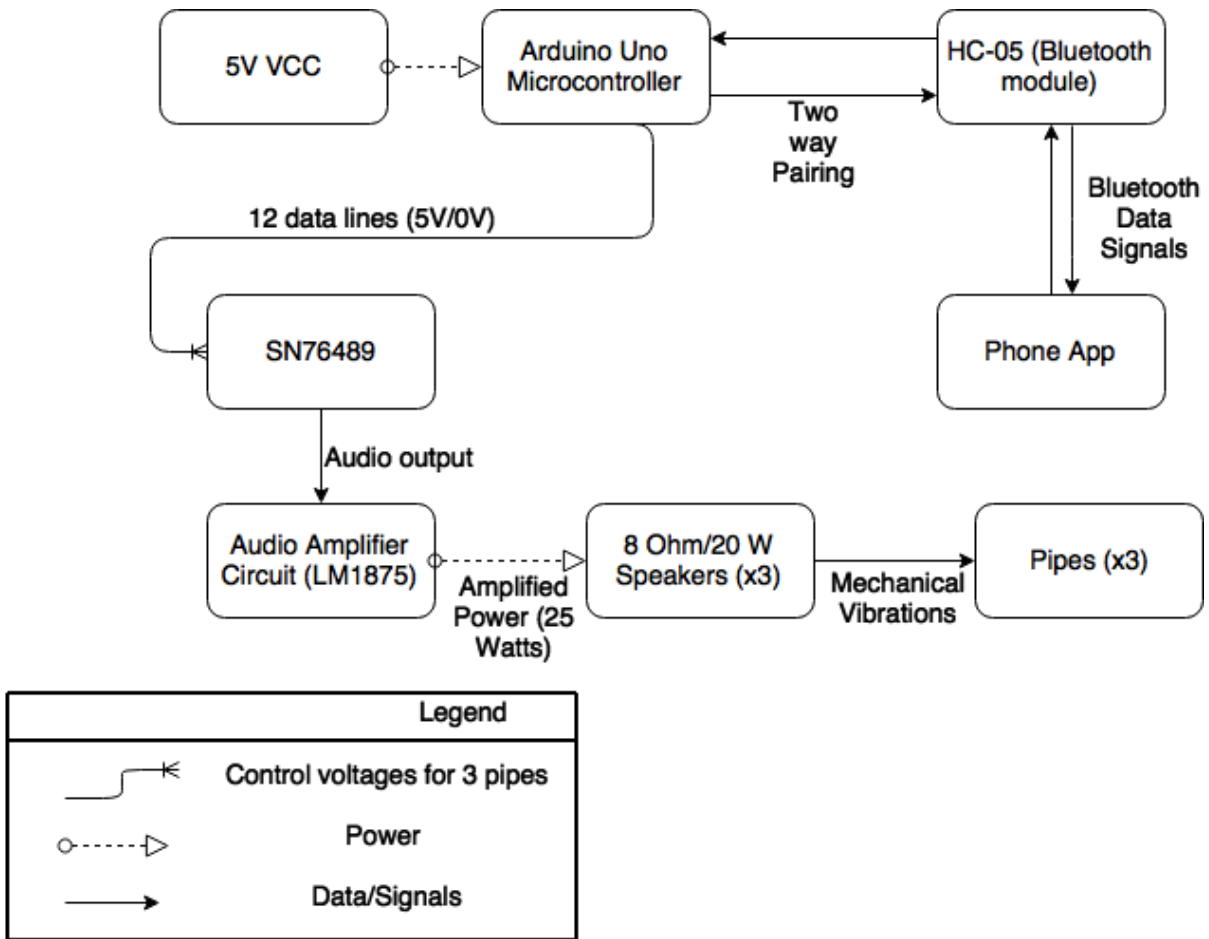 5V VCC
Arduino Uno
Microcontroller
HC-05 (Bluetooth
module)
Two
way
Pairing
12 data lines (5V/0V)
Bluetooth
Data
Signals
SN76489
Phone App
Audio output
Audio Amplifier
Circuit (LM1875)
Amplified
Power (25
Watts)
8 Ohm/20 W
Speakers (x3)
Mechanical
Vibrations
Pipes (x3)
Legend
Control voltages for 3 pipes
Power
Data/Signals